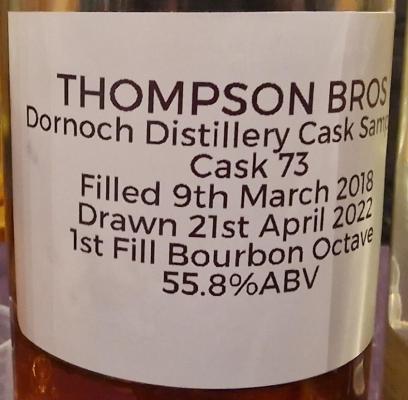 THOMPSON BROS
Dornoch Distillery Cask Samp
Cask 73
Filled 9th March 2018
Drawn 21st April 2022
1st Fill Bourbon Octave
55.8%ABV